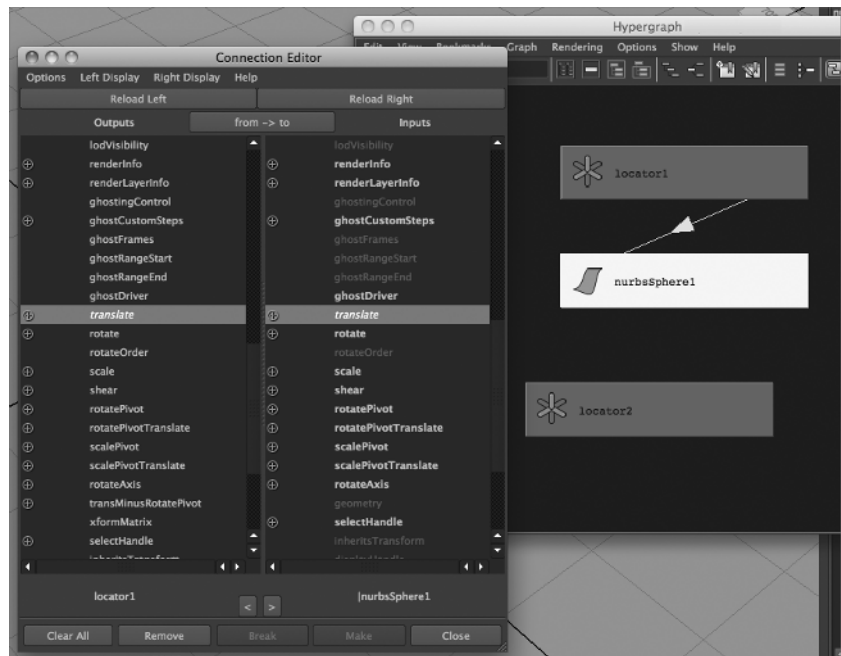 Hypergraph
Edit View Bookmarks Graph Rendering Options Show Help
Connection Editor
Options Left Display Right Display Help
Reload Left Reload Right
Outputs from -> to Inputs
lodVisibility lodVisibility
renderInfo renderInfo
renderLayerInfo renderLayerInfo
ghostingControl ghostingControl
ghostCustomSteps ghostCustomSteps
ghostFrames ghostFrames
ghostRangeStart ghostRangeStart
ghostRangeEnd ghostRangeEnd
ghostDriver ghostDriver
translate translate
rotate rotate
rotateOrder rotateOrder
scale scale
shear shear
rotatePivot rotatePivot
rotatePivotTranslate rotatePivotTranslate
scalePivot scalePivot
scalePivotTranslate scalePivotTranslate
rotateAxis rotateAxis
transMinusRotatePivot geometry
xformMatrix selectHandle
selectHandle inheritsTransform
inheritsTransform displayHandle
locator1 < > |nurbsSphere1
Clear All Remove Break Make Close
locator1
nurbsSphere1
locator2